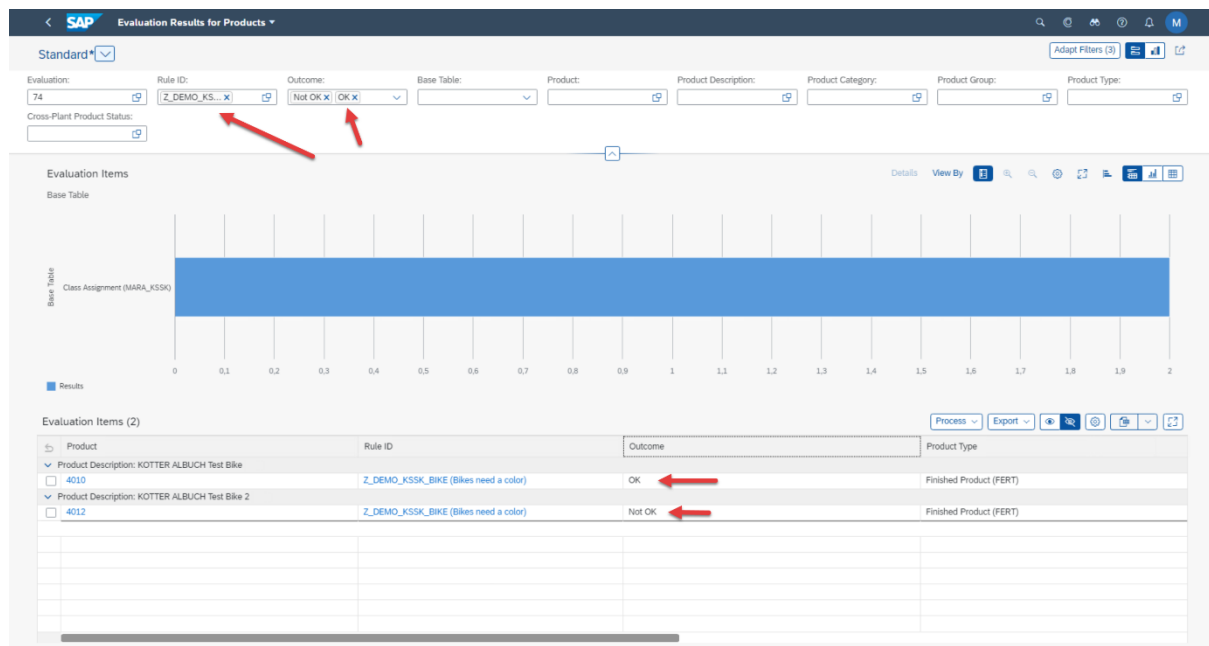 SAP Evaluation Results for Products M
Standard* Adapt Filters (3)
Evaluation: Rule ID: Outcome: Base Table: Product: Product Description: Product Category: Product Group: Product Type:
74 Z_DEMO_KS... x Not OK x OK x
Cross-Plant Product Status:
Evaluation Items Details View By
Base Table
Base Table
Class Assignment (MARA_KSSK)
0 0,1 0,2 0,3 0,4 0,5 0,6 0,7 0,8 0,9 1 1,1 1,2 1,3 1,4 1,5 1,6 1,7 1,8 1,9 2
Results
Evaluation Items (2) Process Export
Product Rule ID Outcome Product Type
Product Description: KOTTER ALBUCH Test Bike
4010 Z_DEMO_KSSK_BIKE (Bikes need a color) OK Finished Product (FERT)
Product Description: KOTTER ALBUCH Test Bike 2
4012 Z_DEMO_KSSK_BIKE (Bikes need a color) Not OK Finished Product (FERT)